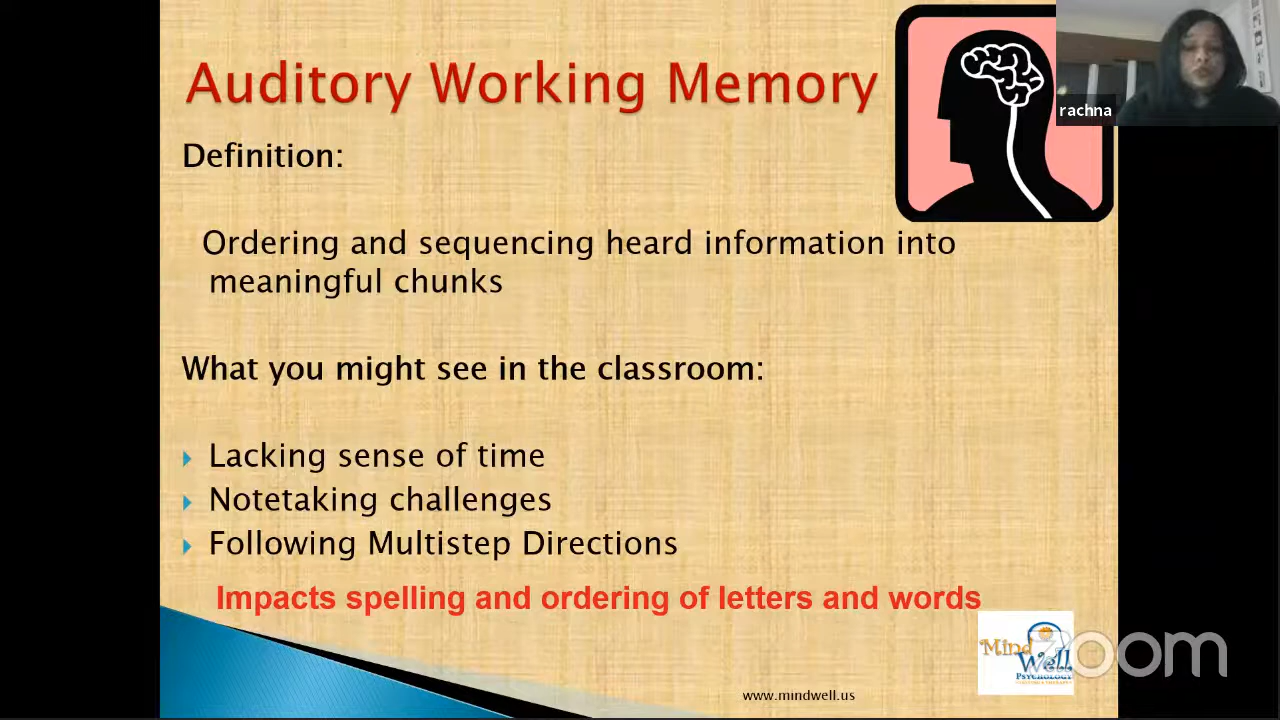 Auditory Working Memory
rachna
Definition:
Ordering and sequencing heard information into
meaningful chunks
What you might see in the classroom:
Lacking sense of time
Notetaking challenges
Following Multistep Directions
Impacts spelling and ordering of letters and words
Mind
Well
PSYCHOLOGY
zoom
www.mindwell.us